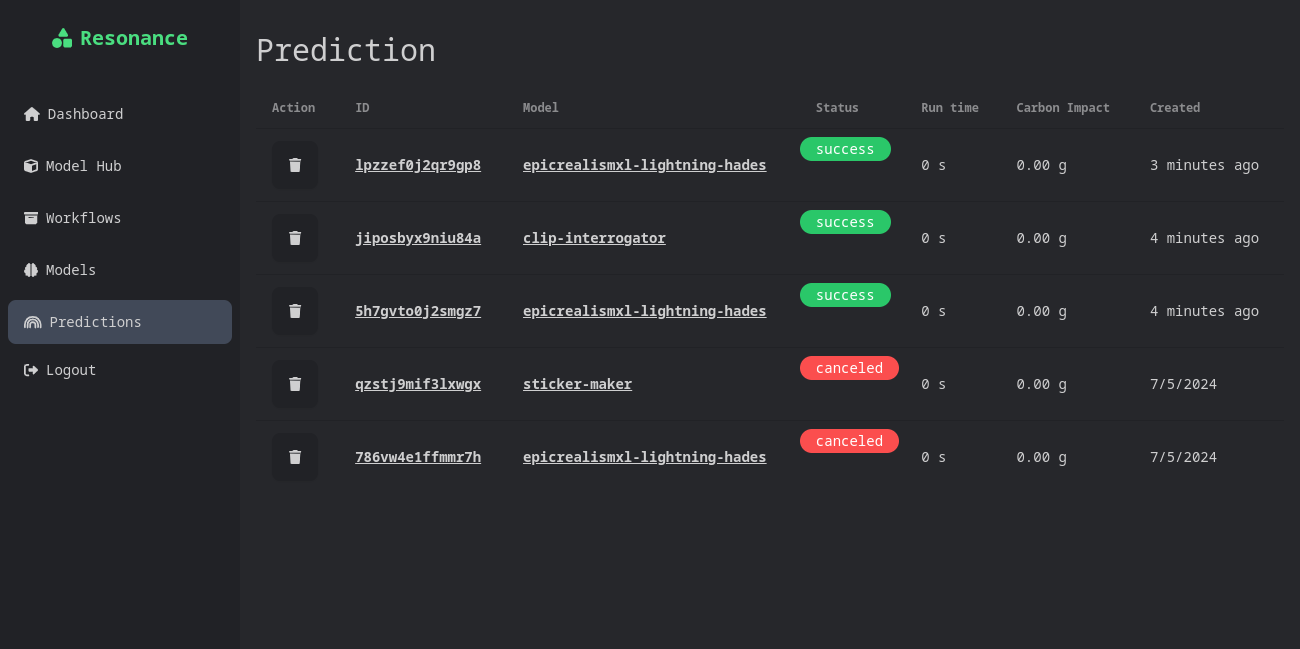 Resonance
Prediction
Dashboard
Model Hub
Workflows
Models
Predictions
Logout
Action ID Model Status Run time Carbon Impact Created
lpzzef0j2qr9gp8 epicrealismxl-lightning-hades success 0 s 0.00 g 3 minutes ago
jiposbyx9niu84a clip-interrogator success 0 s 0.00 g 4 minutes ago
5h7gvto0j2smgz7 epicrealismxl-lightning-hades success 0 s 0.00 g 4 minutes ago
qzstj9mif3lxwgx sticker-maker canceled 0 s 0.00 g 7/5/2024
786vw4e1ffmmr7h epicrealismxl-lightning-hades canceled 0 s 0.00 g 7/5/2024